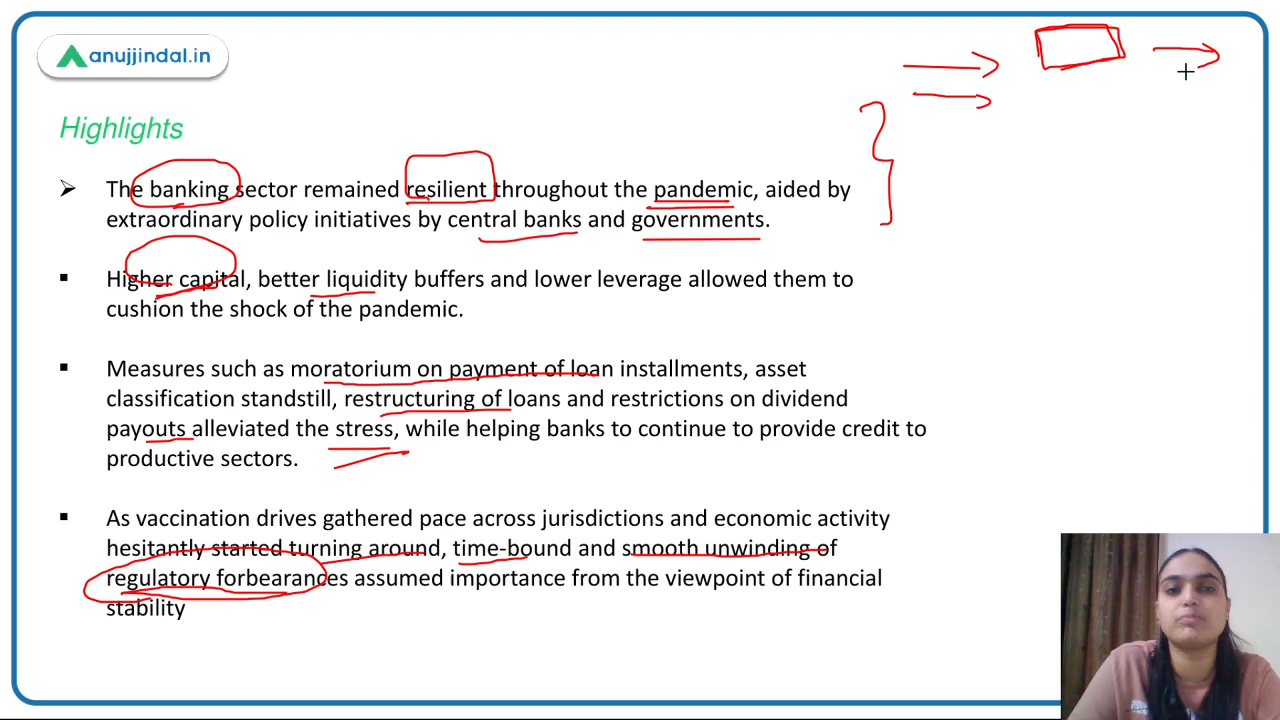 anujjindal.in
Highlights
The banking sector remained resilient throughout the pandemic, aided by
extraordinary policy initiatives by central banks and governments.
Higher capital, better liquidity buffers and lower leverage allowed them to
cushion the shock of the pandemic.
Measures such as moratorium on payment of loan installments, asset
classification standstill, restructuring of loans and restrictions on dividend
payouts alleviated the stress, while helping banks to continue to provide credit to
productive sectors.
As vaccination drives gathered pace across jurisdictions and economic activity
hesitantly started turning around, time-bound and smooth unwinding of
regulatory forbearances assumed importance from the viewpoint of financial
stability